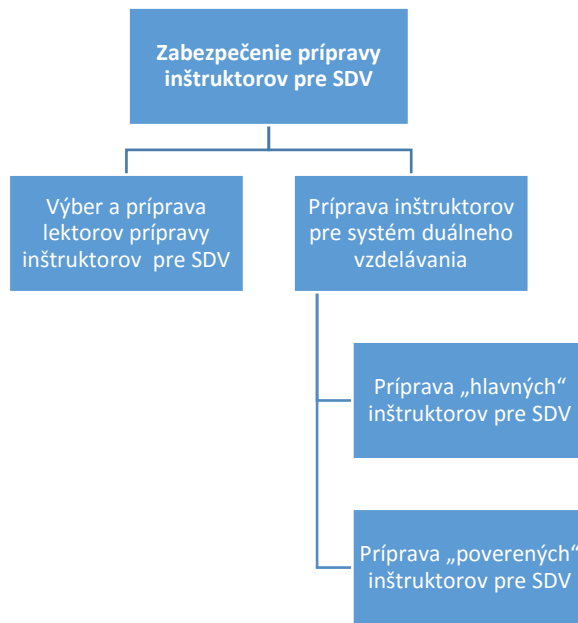 Zabezpečenie prípravy
inštruktorov pre SDV
Výber a príprava
lektorov prípravy
inštruktorov pre SDV
Príprava inštruktorov
pre systém duálneho
vzdelávania
Príprava „hlavných“
inštruktorov pre SDV
Príprava „poverených“
inštruktorov pre SDV